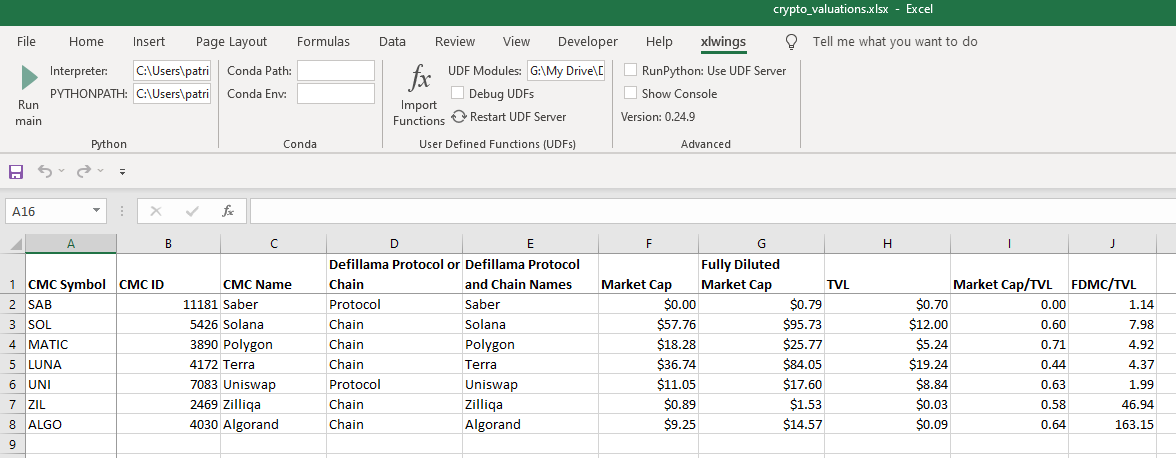 crypto_valuations.xlsx - Excel
File Home Insert Page Layout Formulas Data Review View Developer Help xlwings Tell me what you want to do
Interpreter: C:\Users\patri Conda Path: UDF Modules: G:\My Drive\D RunPython: Use UDF Server
PYTHONPATH: C:\Users\patri Conda Env: Debug UDFs Show Console
Run main Import Functions Restart UDF Server Version: 0.24.9
Python Conda User Defined Functions (UDFs) Advanced
A16 fx
A B C D E F G H I J
Defillama Protocol or Defillama Protocol Fully Diluted
1 CMC Symbol CMC ID CMC Name Chain and Chain Names Market Cap Market Cap TVL Market Cap/TVL FDMC/TVL
2 SAB 11181 Saber Protocol Saber $0.00 $0.79 $0.70 0.00 1.14
3 SOL 5426 Solana Chain Solana $57.76 $95.73 $12.00 0.60 7.98
4 MATIC 3890 Polygon Chain Polygon $18.28 $25.77 $5.24 0.71 4.92
5 LUNA 4172 Terra Chain Terra $36.74 $84.05 $19.24 0.44 4.37
6 UNI 7083 Uniswap Protocol Uniswap $11.05 $17.60 $8.84 0.63 1.99
7 ZIL 2469 Zilliqa Chain Zilliqa $0.89 $1.53 $0.03 0.58 46.94
8 ALGO 4030 Algorand Chain Algorand $9.25 $14.57 $0.09 0.64 163.15
9